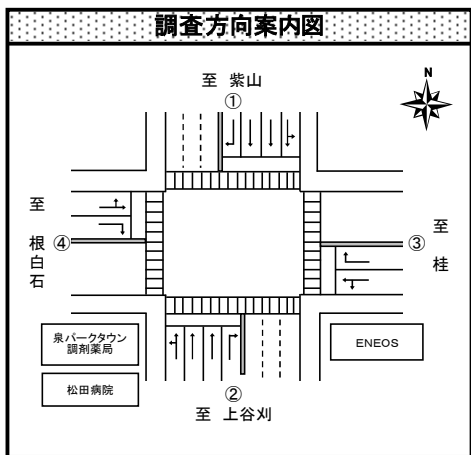 調査方向案内図
至 紫山
①
N
至 根白石
④
③
至 桂
泉パークタウン
調剤薬局
松田病院
ENEOS
②
至 上谷刈